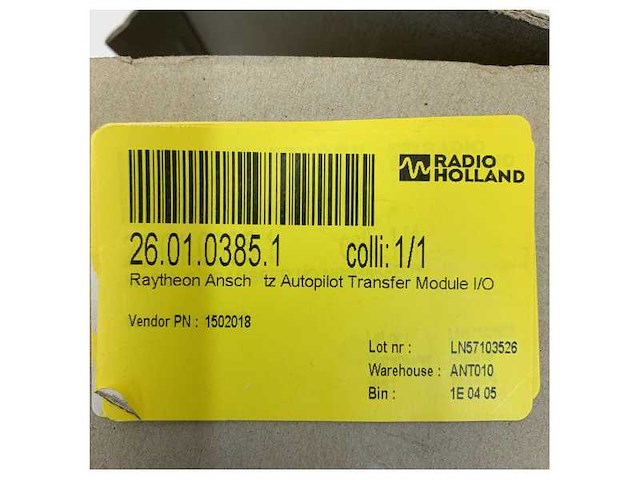 RADIO
HOLLAND
26.01.0385.1 colli: 1/1
Raytheon Ansch tz Autopilot Transfer Module I/O
Vendor PN : 1502018
Lot nr : LN57103526
Warehouse : ANT010
Bin : 1E 04 05